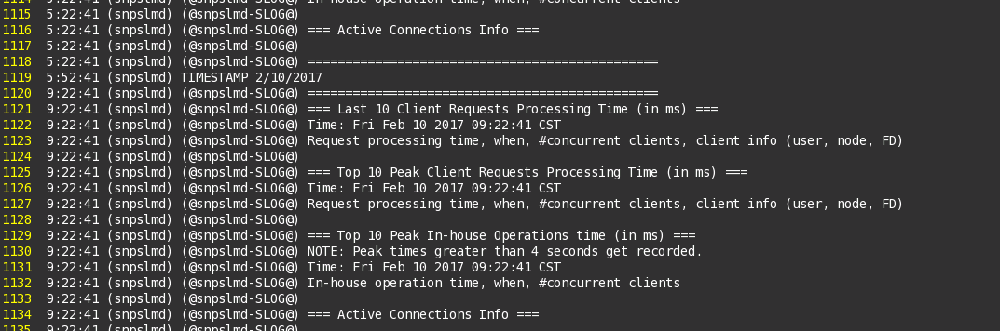 1114 5:22:41 (snpslmd) (@snpslmd-SLOG@) In-house operation time, when, #concurrent clients
1115 5:22:41 (snpslmd) (@snpslmd-SLOG@)
1116 5:22:41 (snpslmd) (@snpslmd-SLOG@) === Active Connections Info ===
1117 5:22:41 (snpslmd) (@snpslmd-SLOG@)
1118 5:22:41 (snpslmd) (@snpslmd-SLOG@) ===============================================
1119 5:52:41 (snpslmd) TIMESTAMP 2/10/2017
1120 9:22:41 (snpslmd) (@snpslmd-SLOG@) ===============================================
1121 9:22:41 (snpslmd) (@snpslmd-SLOG@) === Last 10 Client Requests Processing Time (in ms) ===
1122 9:22:41 (snpslmd) (@snpslmd-SLOG@) Time: Fri Feb 10 2017 09:22:41 CST
1123 9:22:41 (snpslmd) (@snpslmd-SLOG@) Request processing time, when, #concurrent clients, client info (user, node, FD)
1124 9:22:41 (snpslmd) (@snpslmd-SLOG@)
1125 9:22:41 (snpslmd) (@snpslmd-SLOG@) === Top 10 Peak Client Requests Processing Time (in ms) ===
1126 9:22:41 (snpslmd) (@snpslmd-SLOG@) Time: Fri Feb 10 2017 09:22:41 CST
1127 9:22:41 (snpslmd) (@snpslmd-SLOG@) Request processing time, when, #concurrent clients, client info (user, node, FD)
1128 9:22:41 (snpslmd) (@snpslmd-SLOG@)
1129 9:22:41 (snpslmd) (@snpslmd-SLOG@) === Top 10 Peak In-house Operations time (in ms) ===
1130 9:22:41 (snpslmd) (@snpslmd-SLOG@) NOTE: Peak times greater than 4 seconds get recorded.
1131 9:22:41 (snpslmd) (@snpslmd-SLOG@) Time: Fri Feb 10 2017 09:22:41 CST
1132 9:22:41 (snpslmd) (@snpslmd-SLOG@) In-house operation time, when, #concurrent clients
1133 9:22:41 (snpslmd) (@snpslmd-SLOG@)
1134 9:22:41 (snpslmd) (@snpslmd-SLOG@) === Active Connections Info ===
1135 9:22:41 (snpslmd) (@snpslmd-SLOG@)